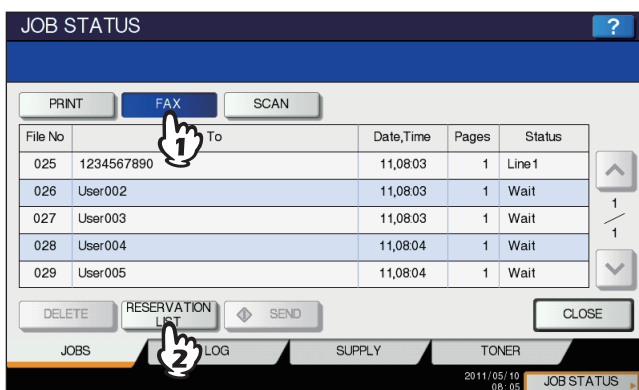 JOB STATUS ?
PRINT FAX SCAN
File No To Date,Time Pages Status
025 1234567890 11,08:03 1 Line1
026 User002 11,08:03 1 Wait
027 User003 11,08:03 1 Wait
028 User004 11,08:04 1 Wait
029 User005 11,08:04 1 Wait
1
1
1
DELETE RESERVATION LIST SEND CLOSE
2
JOBS LOG SUPPLY TONER
2011/05/10
08:05 JOB STATUS